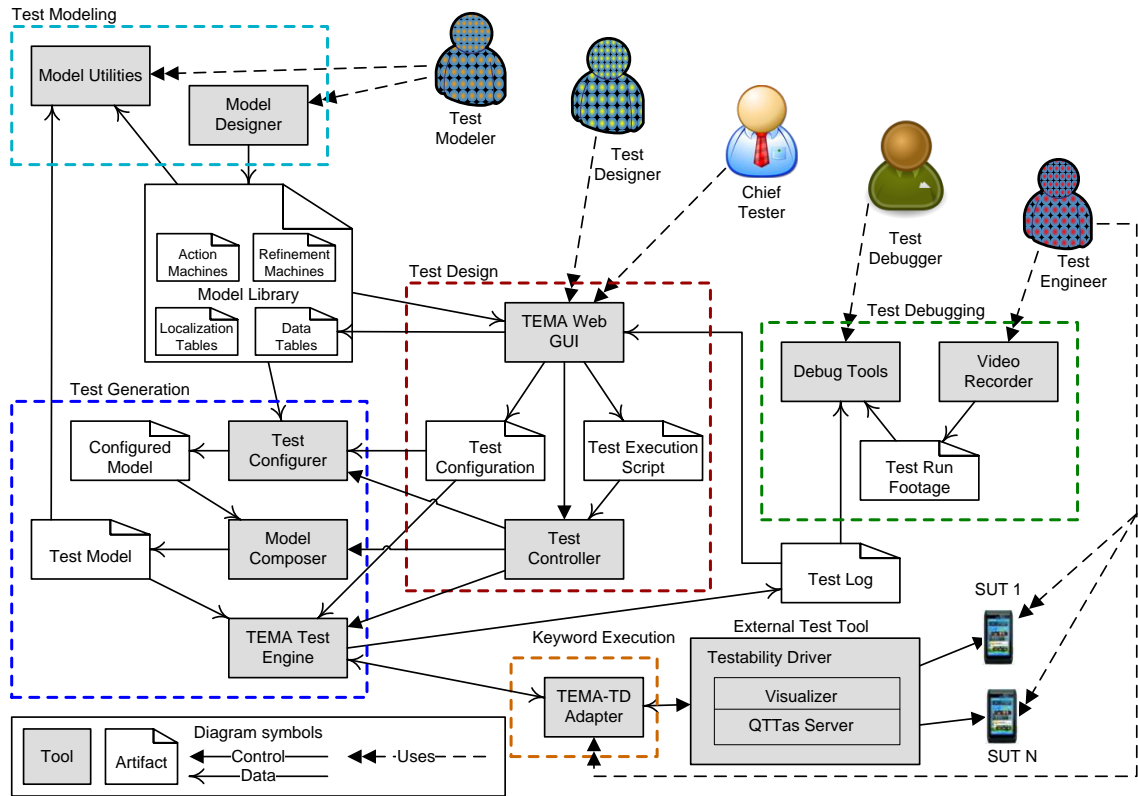 Test Modeling
Model Utilities
Model
Designer
Test
Modeler
Test
Designer
Chief
Tester
Test
Debugger
Test
Engineer
Action
Machines
Refinement
Machines
Model Library
Localization
Tables
Data
Tables
Test Design
TEMA Web
GUI
Test
Configuration
Test Execution
Script
Test
Controller
Test Debugging
Debug Tools
Video
Recorder
Test Run
Footage
Test Generation
Configured
Model
Test
Configurer
Test Model
Model
Composer
TEMA Test
Engine
Test Log
SUT 1
SUT N
Keyword Execution
TEMA-TD
Adapter
External Test Tool
Testability Driver
Visualizer
QTTas Server
Diagram symbols
Tool
Artifact
Control
Data
Uses